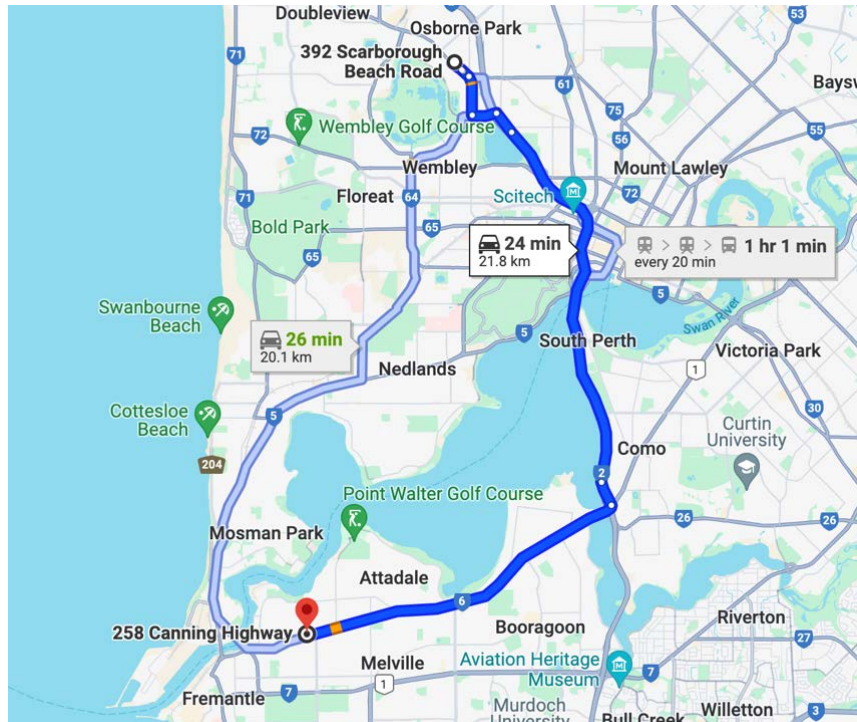 Doubleview
Osborne Park
53
71
392 Scarborough
Beach Road
Baysw
75
Wembley Golf Course
72
56
55
Wembley
Mount Lawley
71
Floreat
64
Scitech
72
Bold Park
65
65
24 min
21.8 km
1 hr 1 min
every 20 min
65
Swanbourne
Beach
5
Swan River
26 min
20.1 km
5
South Perth
Victoria Park
Nedlands
1
Cottesloe
Beach
5
30
Curtin
University
204
Como
2
Point Walter Golf Course
26
26
Mosman Park
Attadale
6
258 Canning Highway
Booragoon
Riverton
27
Melville
Aviation Heritage
Museum
7
Fremantle
7
1
Murdoch
University
Bull Creek
Willetton
3